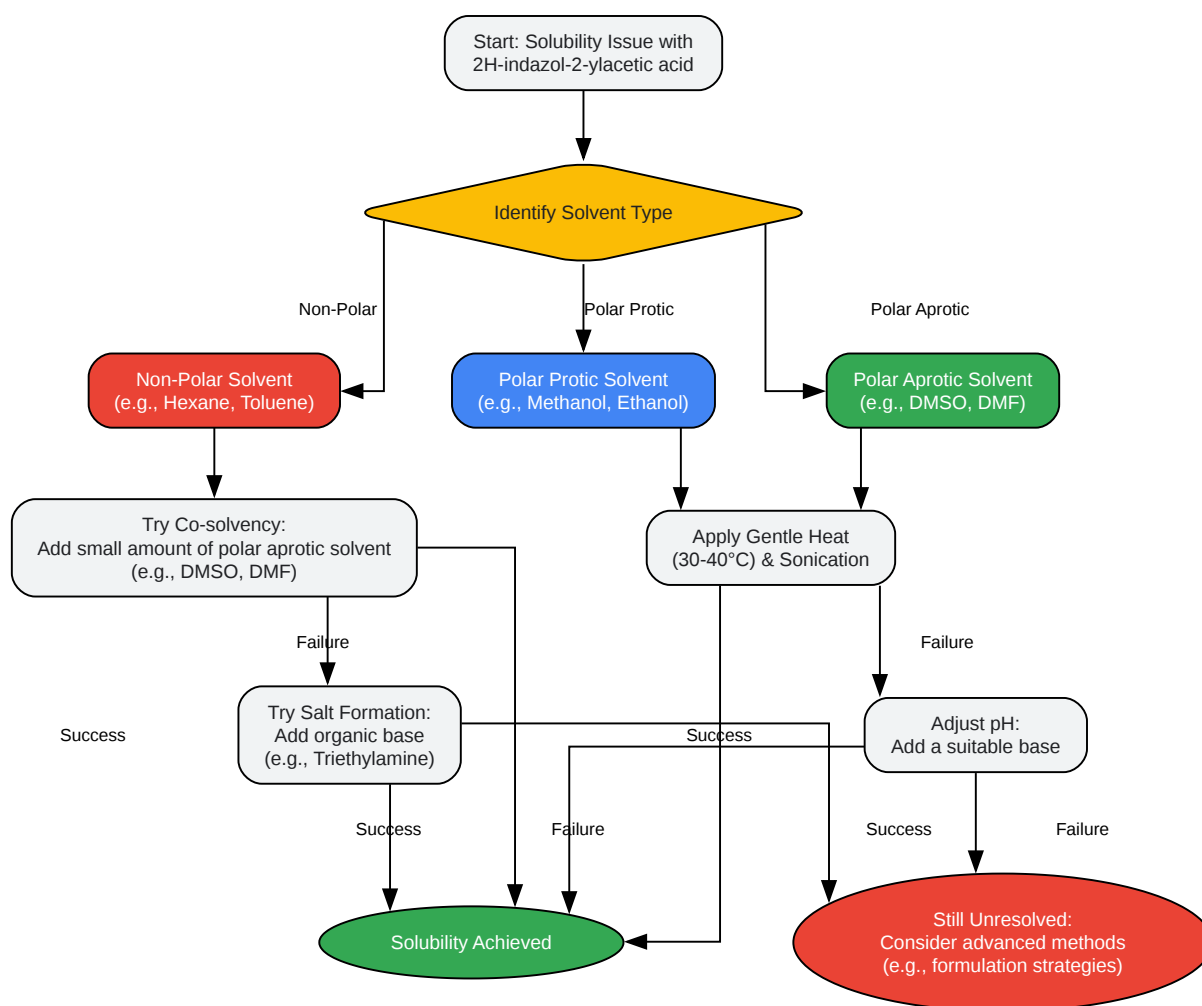 Start: Solubility Issue with
2H-indazol-2-ylacetic acid
Identify Solvent Type
Non-Polar
Polar Protic
Polar Aprotic
Non-Polar Solvent
(e.g., Hexane, Toluene)
Polar Protic Solvent
(e.g., Methanol, Ethanol)
Polar Aprotic Solvent
(e.g., DMSO, DMF)
Try Co-solvency:
Add small amount of polar aprotic solvent
(e.g., DMSO, DMF)
Apply Gentle Heat
(30-40°C) & Sonication
Failure
Failure
Try Salt Formation:
Add organic base
(e.g., Triethylamine)
Adjust pH:
Add a suitable base
Success
Success
Success
Failure
Success
Failure
Solubility Achieved
Still Unresolved:
Consider advanced methods
(e.g., formulation strategies)